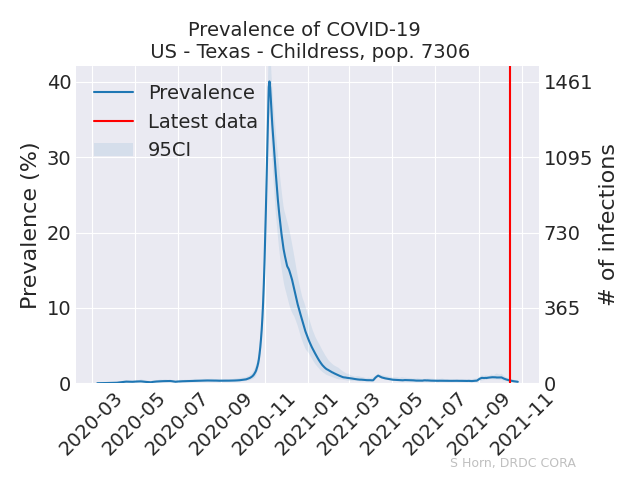 Prevalence of COVID-19
US - Texas - Childress, pop. 7306
Prevalence
Latest data
95CI
Prevalence (%)
40
30
20
10
0
1461
1095
730
365
0
# of infections
2020-03
2020-05
2020-07
2020-09
2020-11
2021-01
2021-03
2021-05
2021-07
2021-09
2021-11
S Horn, DRDC CORA